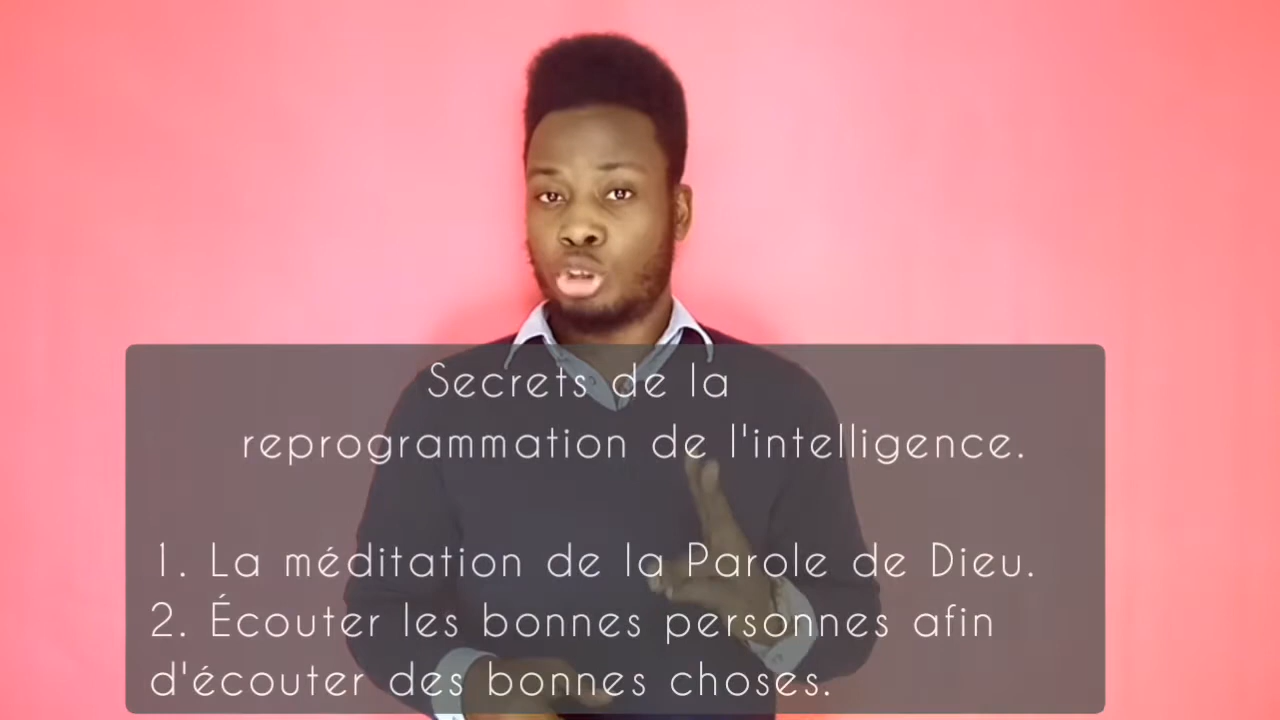 Secrets de la
reprogrammation de l'intelligence.
1. La méditation de la Parole de Dieu.
2. Écouter les bonnes personnes afin
d'écouter des bonnes choses.